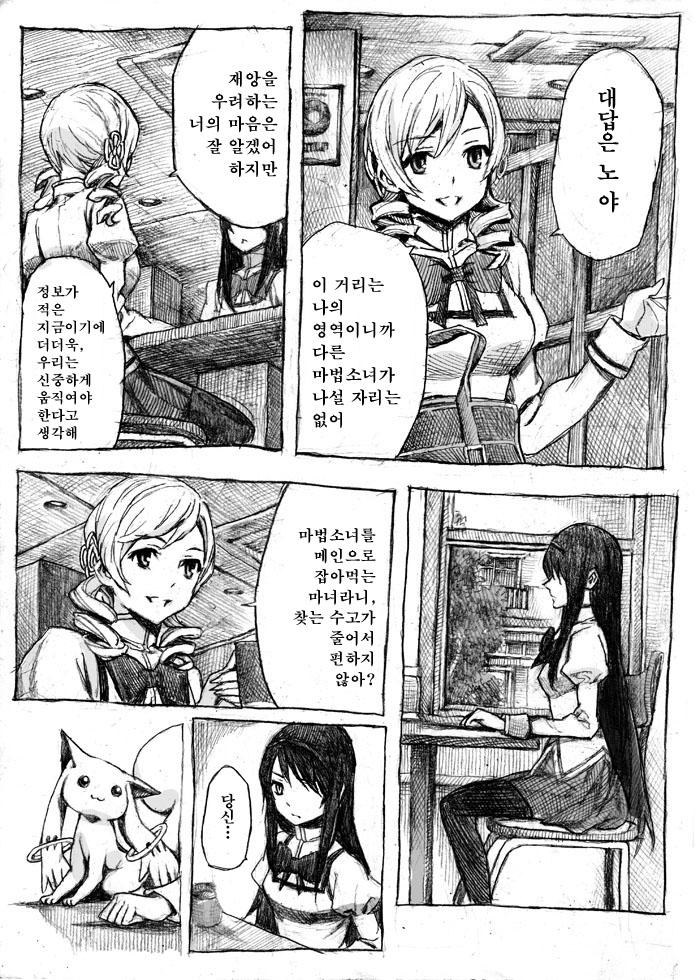 대답은 노 야
이 거리는
나의
영역이니까
다른
마법소녀가
나설 자리는
없어
재앙을
우려하는
너의 마음은
잘 알겠어
하지만
정보가
적은
지금이기에
더더욱,
우리는
신중하게
움직여야
한다고
생각해
마법소녀를
메인으로
잡아먹는
마녀라니,
찾는 수고가
줄어서
편하지
않아?
당신…